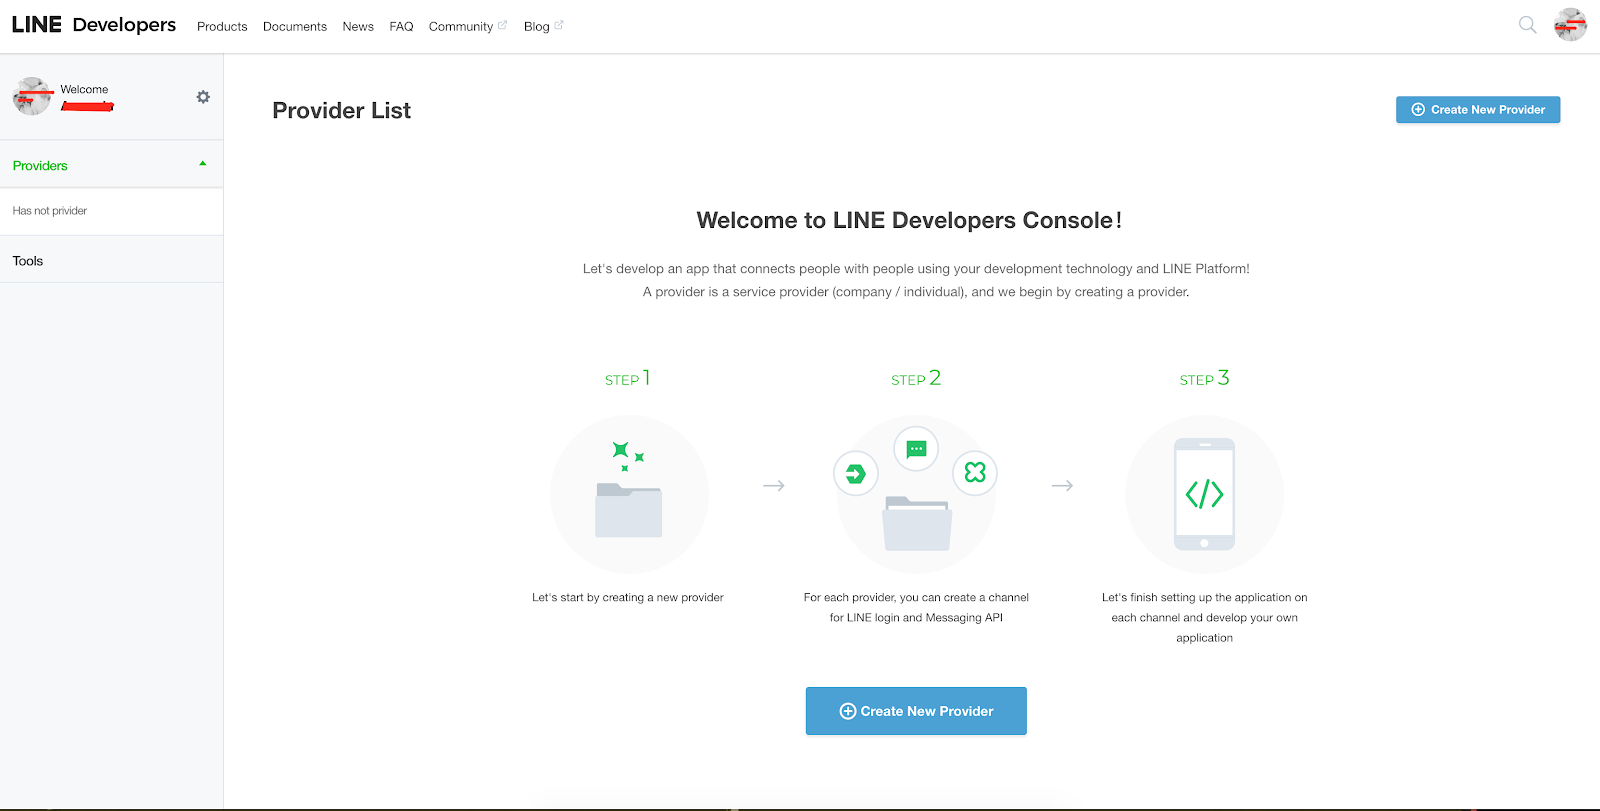 LINE Developers Products Documents News FAQ Community Blog
Welcome
Providers
Has not privider
Tools
Provider List
Create New Provider
Welcome to LINE Developers Console!
Let's develop an app that connects people with people using your development technology and LINE Platform!
A provider is a service provider (company / individual), and we begin by creating a provider.
STEP 1
Let's start by creating a new provider
STEP 2
For each provider, you can create a channel
for LINE login and Messaging API
STEP 3
</>
Let's finish setting up the application on
each channel and develop your own
application
Create New Provider